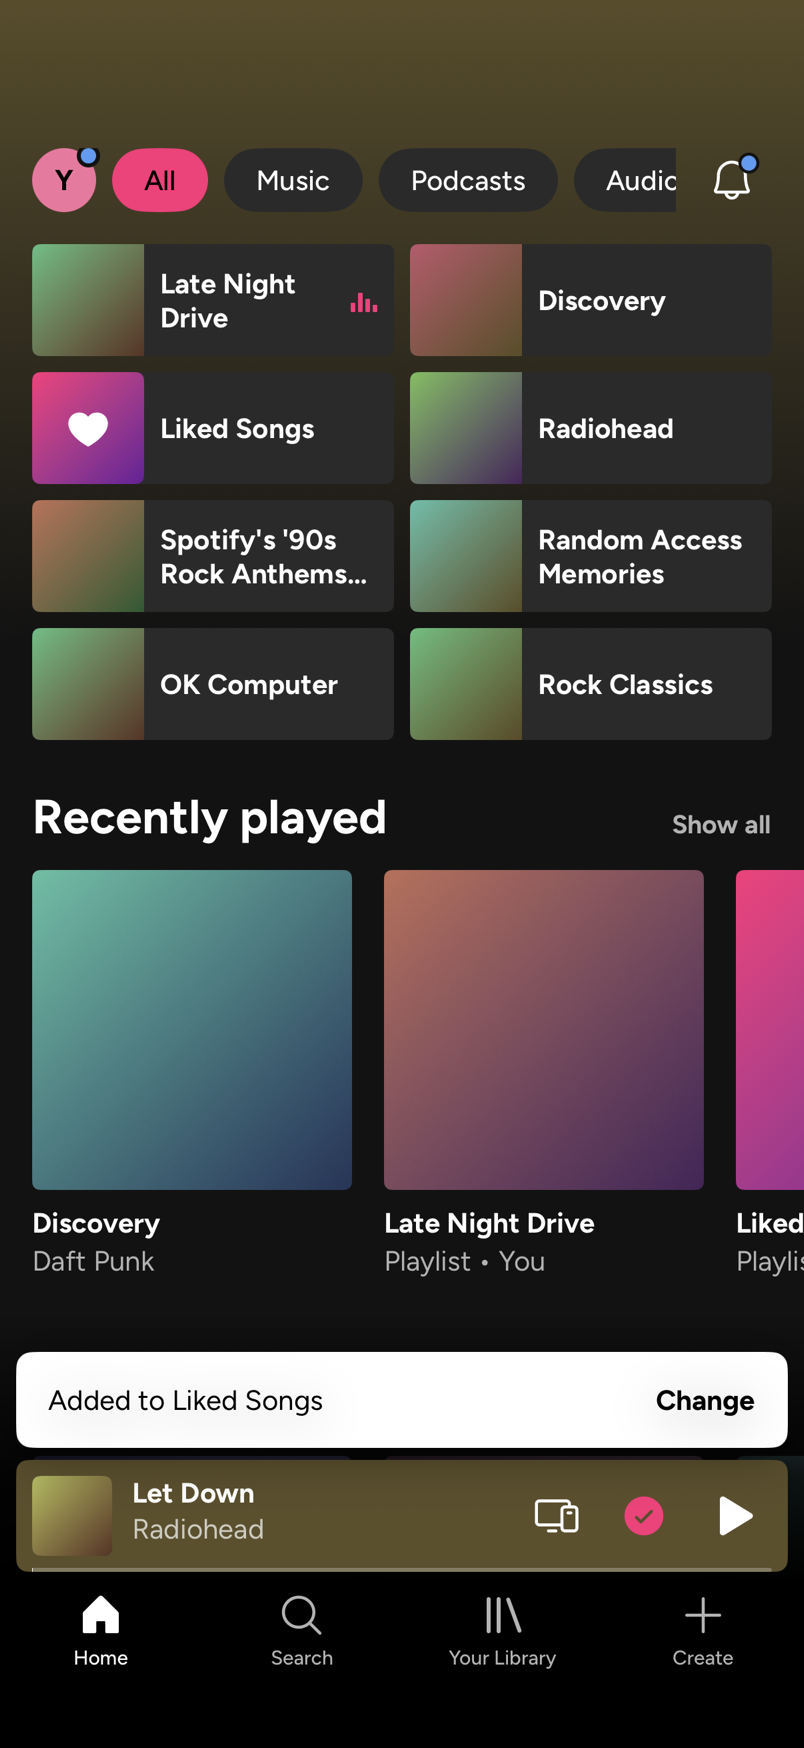 Y
All
Music
Podcasts
Audio
Late Night
Drive
Discovery
Liked Songs
Radiohead
Spotify's '90s
Rock Anthems...
Random Access
Memories
OK Computer
Rock Classics
Recently played
Show all
Discovery
Daft Punk
Late Night Drive
Playlist • You
Liked
Added to Liked Songs
Change
Let Down
Radiohead
Home
Search
Your Library
Create